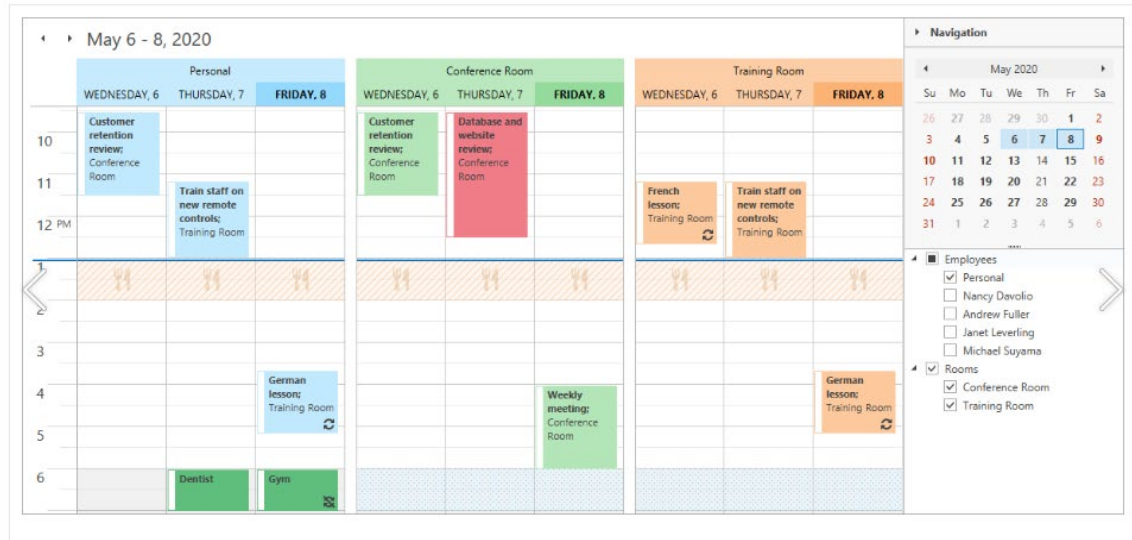 May 6 - 8, 2020
Personal
WEDNESDAY, 6 THURSDAY, 7 FRIDAY, 8
Conference Room
WEDNESDAY, 6 THURSDAY, 7 FRIDAY, 8
Training Room
WEDNESDAY, 6 THURSDAY, 7 FRIDAY, 8
10
11
12 PM
1
2
3
4
5
6
Customer
retention
review;
Conference
Room
Train staff on
new remote
controls;
Training Room
German
lesson;
Training Room
Dentist
Gym
Customer
retention
review;
Conference
Room
Database and
website
review;
Conference
Room
Weekly
meeting;
Conference
Room
French
lesson;
Training Room
Train staff on
new remote
controls;
Training Room
German
lesson;
Training Room
Navigation
May 2020
Su Mo Tu We Th Fr Sa
26 27 28 29 30 1 2
3 4 5 6 7 8 9
10 11 12 13 14 15 16
17 18 19 20 21 22 23
24 25 26 27 28 29 30
31 1 2 3 4 5 6
Employees
Personal
Nancy Davolio
Andrew Fuller
Janet Leverling
Michael Suyama
Rooms
Conference Room
Training Room